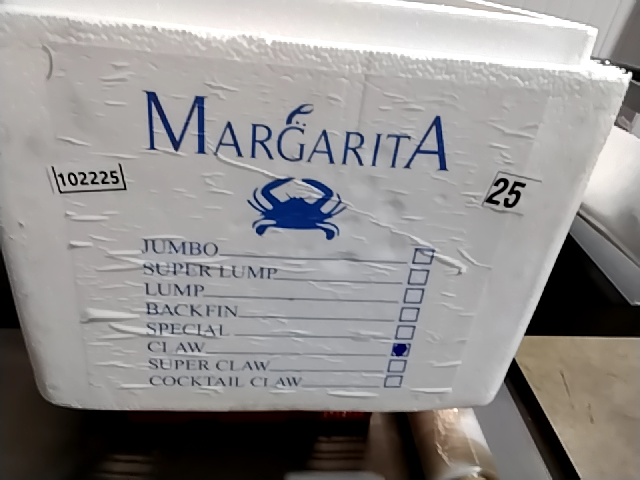 MARGARITA
102225
25
JUMBO
SUPER LUMP
LUMP
BACKFIN
SPECIAL
CLAW
SUPER CLAW
COCKTAIL CLAW